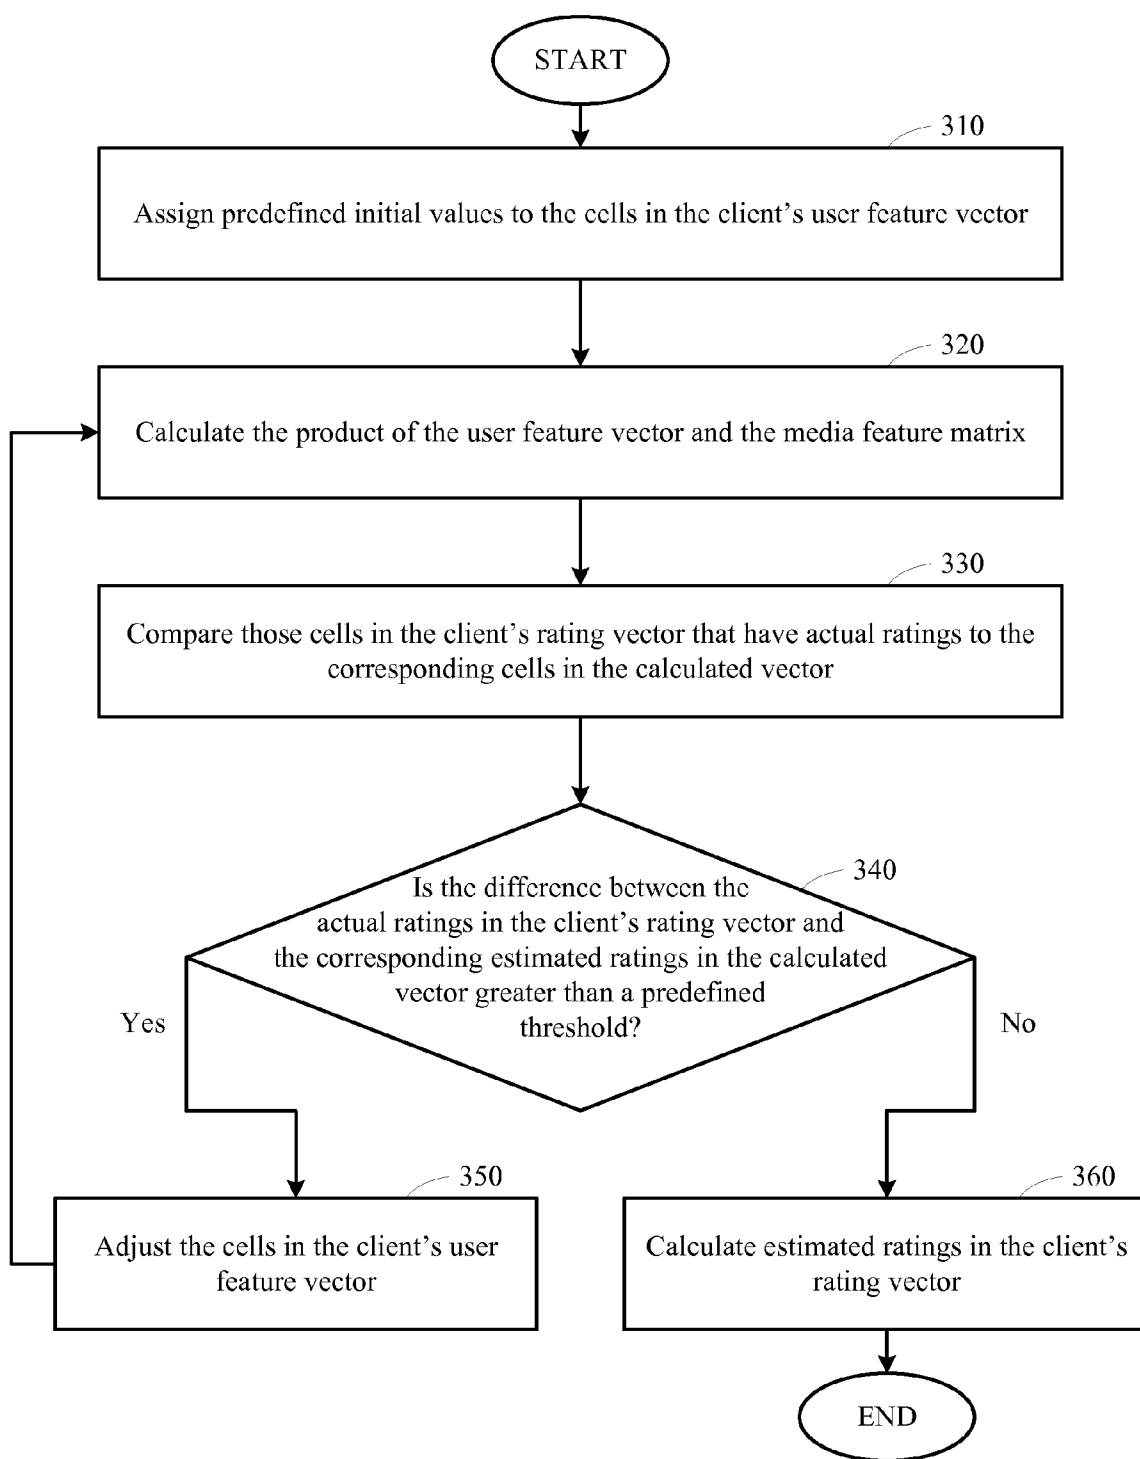 START
310
Assign predefined initial values to the cells in the client's user feature vector
320
Calculate the product of the user feature vector and the media feature matrix
330
Compare those cells in the client's rating vector that have actual ratings to the
corresponding cells in the calculated vector
340
Is the difference between the
actual ratings in the client's rating vector and
the corresponding estimated ratings in the calculated
vector greater than a predefined
threshold?
Yes
No
350
Adjust the cells in the client's user
feature vector
360
Calculate estimated ratings in the client's
rating vector
END